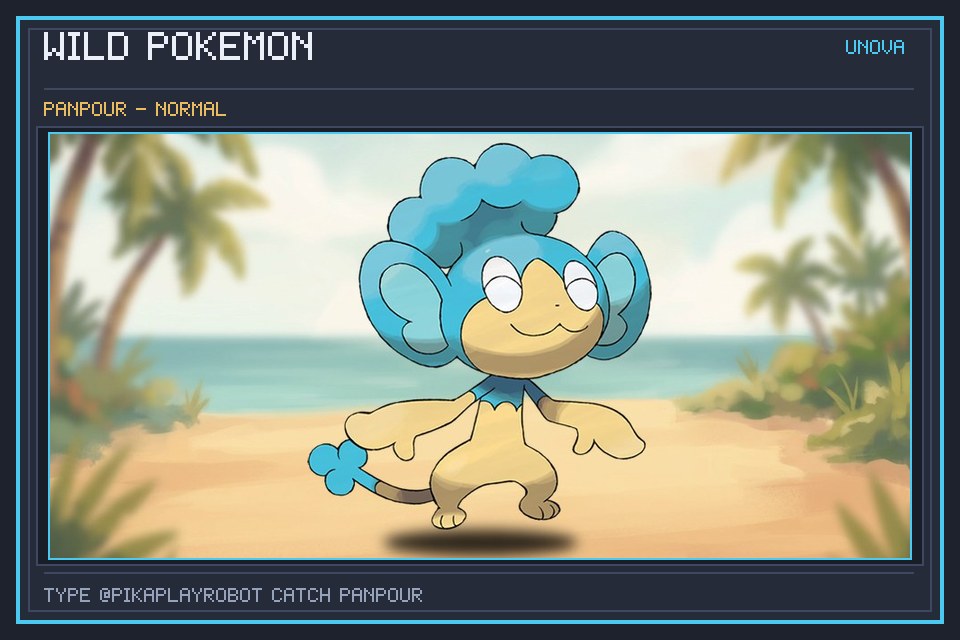 WILD POKEMON
UNOVA
PANPOUR - NORMAL
TYPE @PIKAPLAYROBOT CATCH PANPOUR